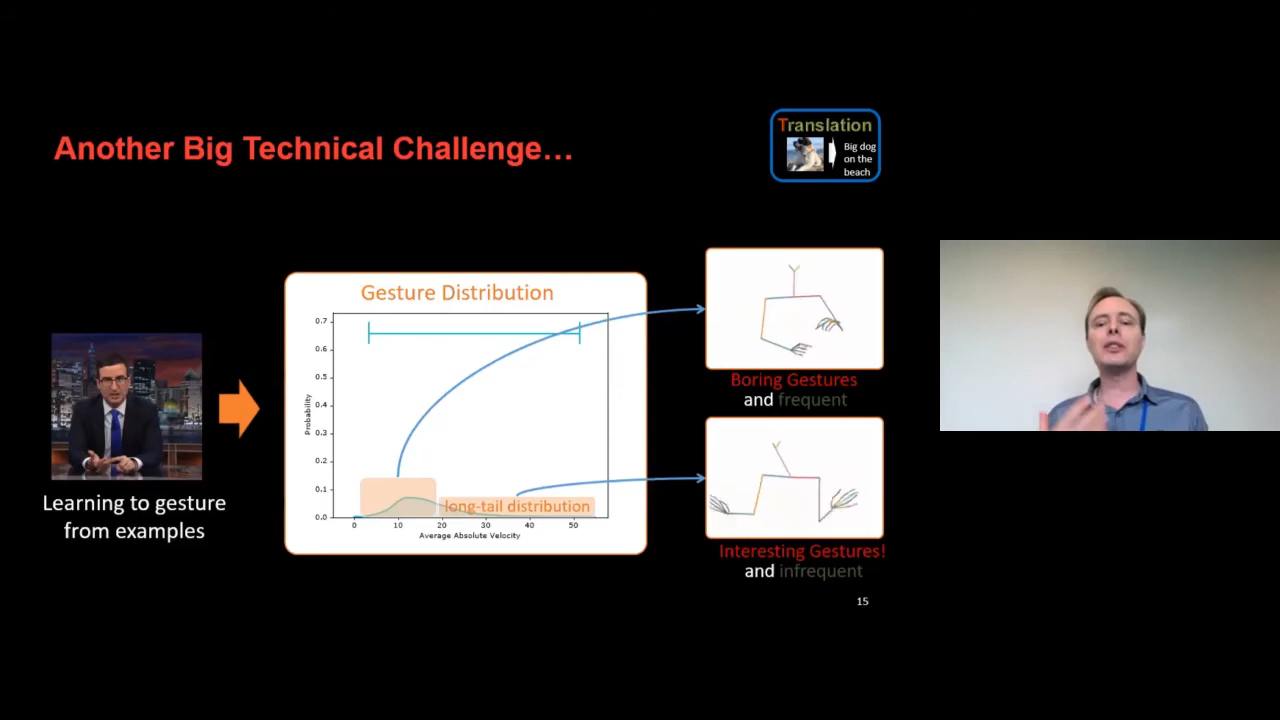 Another Big Technical Challenge…
Translation
Big dog
on the
beach
Learning to gesture
from examples
Gesture Distribution
Probability
0.7
0.6
0.5
0.4
0.3
0.2
0.1
0.0
long-tail distribution
0 10 20 30 40 50
Average Absolute Velocity
Boring Gestures
and frequent
Interesting Gestures!
and infrequent
15